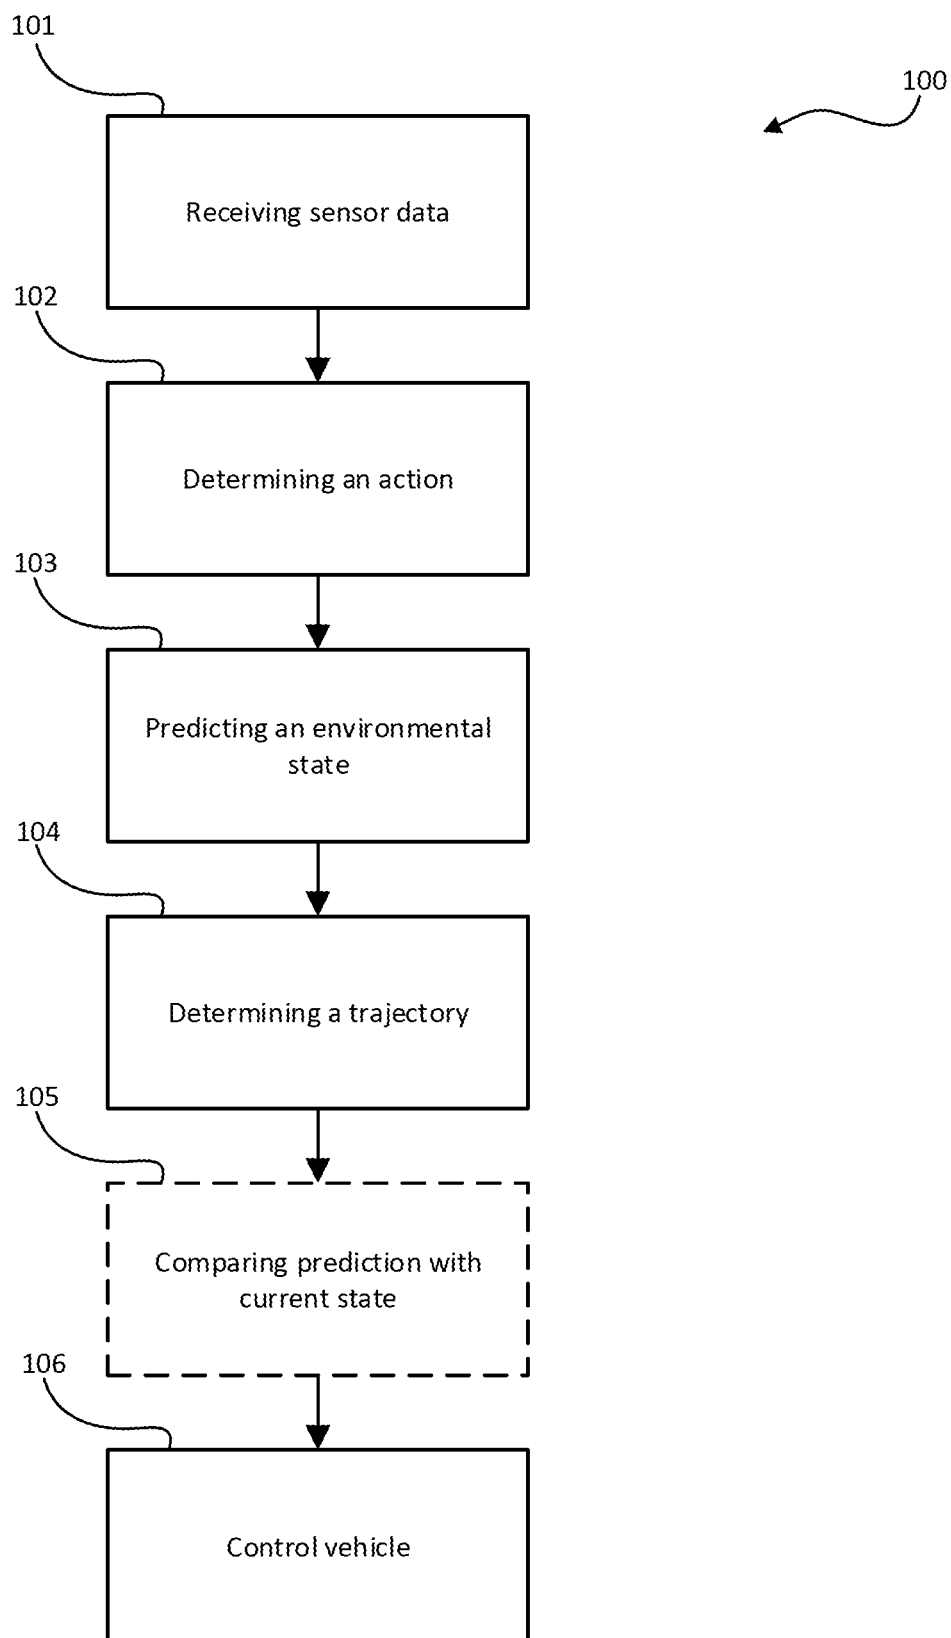 101
100
Receiving sensor data
102
Determining an action
103
Predicting an environmental
state
104
Determining a trajectory
105
Comparing prediction with
current state
106
Control vehicle